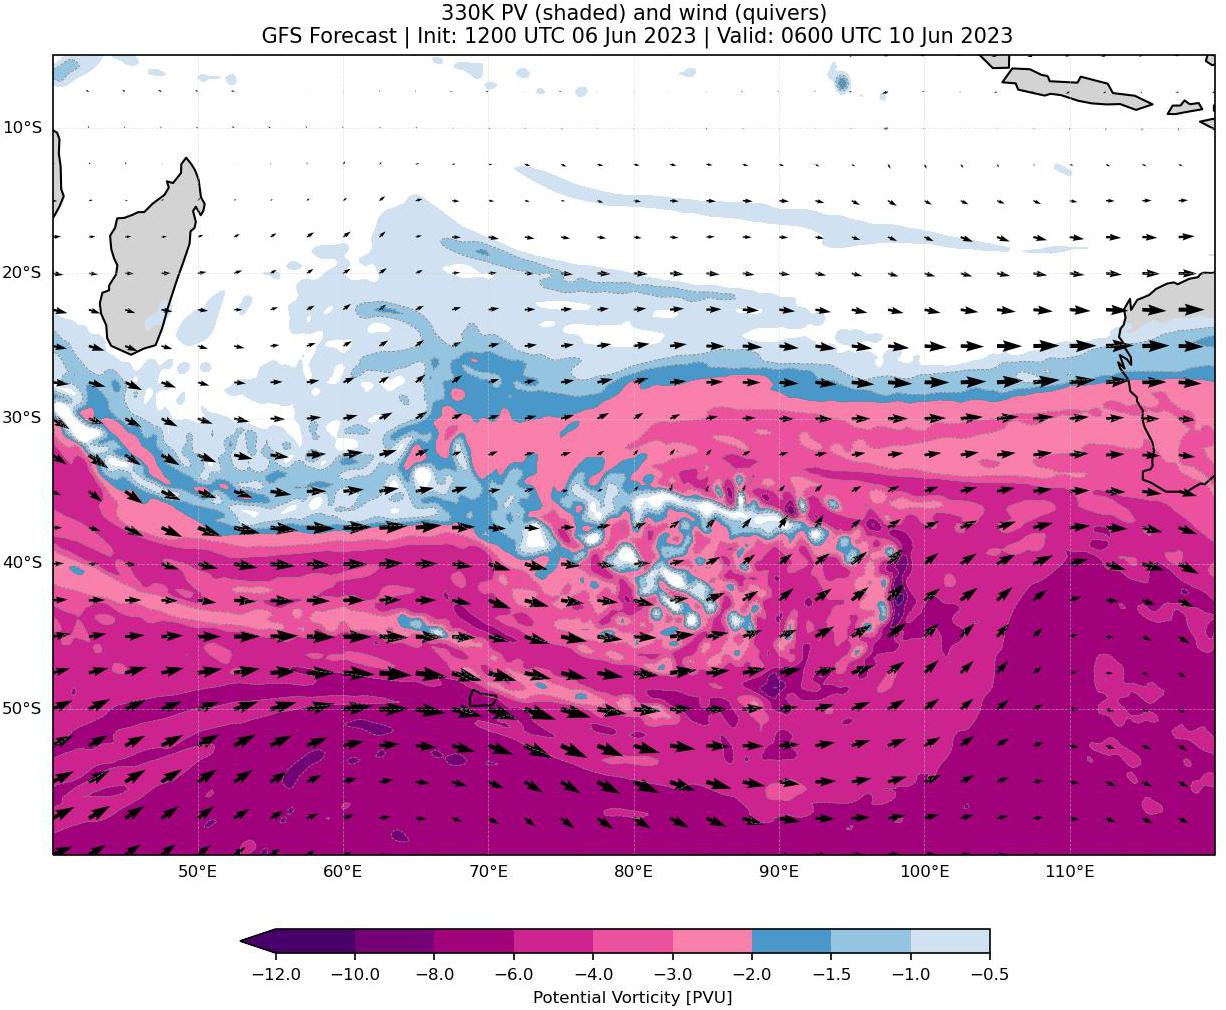 330K PV (shaded) and wind (quivers)
GFS Forecast | Init: 1200 UTC 06 Jun 2023 | Valid: 0600 UTC 10 Jun 2023
10°S
20°S
30°S
40°S
50°S
50°E 60°E 70°E 80°E 90°E 100°E 110°E
−12.0 −10.0 −8.0 −6.0 −4.0 −3.0 −2.0 −1.5 −1.0 −0.5
Potential Vorticity [PVU]